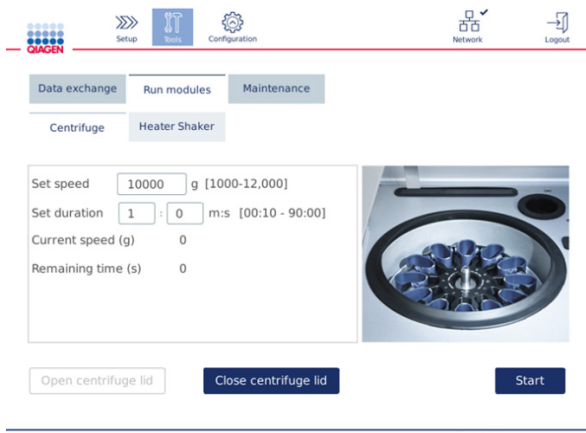 QIAGEN
Setup
Tools
Configuration
Network
Logout
Data exchange Run modules Maintenance
Centrifuge Heater Shaker
Set speed 10000 g [1000-12,000]
Set duration 1 : 0 m:s [00:10 - 90:00]
Current speed (g) 0
Remaining time (s) 0
Open centrifuge lid Close centrifuge lid Start